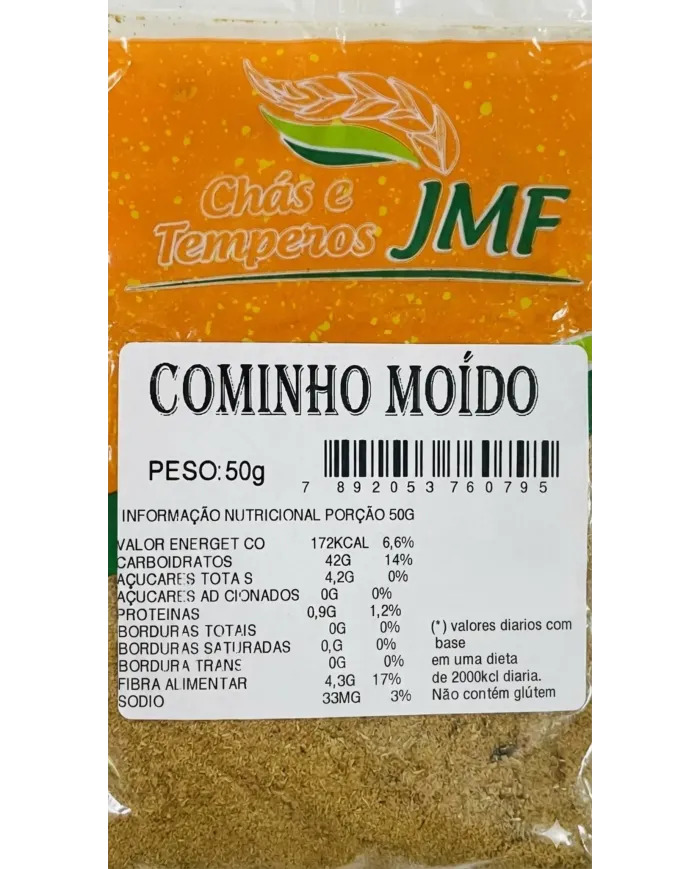 Chás e
Temperos JMF
COMINHO MOÍDO
PESO: 50g
7 892053 760795
INFORMAÇÃO NUTRICIONAL PORÇÃO 50G
VALOR ENERGET CO 172KCAL 6,6%
CARBOIDRATOS 42G 14%
AÇUCARES TOTA S 4,2G 0%
AÇUCARES AD CIONADOS 0G 0%
PROTEINAS 0,9G 1,2%
BORDURAS TOTAIS 0G 0%
BORDURAS SATURADAS 0,G 0%
BORDURA TRANS 0G 0%
FIBRA ALIMENTAR 4,3G 17%
SODIO 33MG 3%
(*) valores diarios com
base
em uma dieta
de 2000kcl diaria.
Não contém glútem